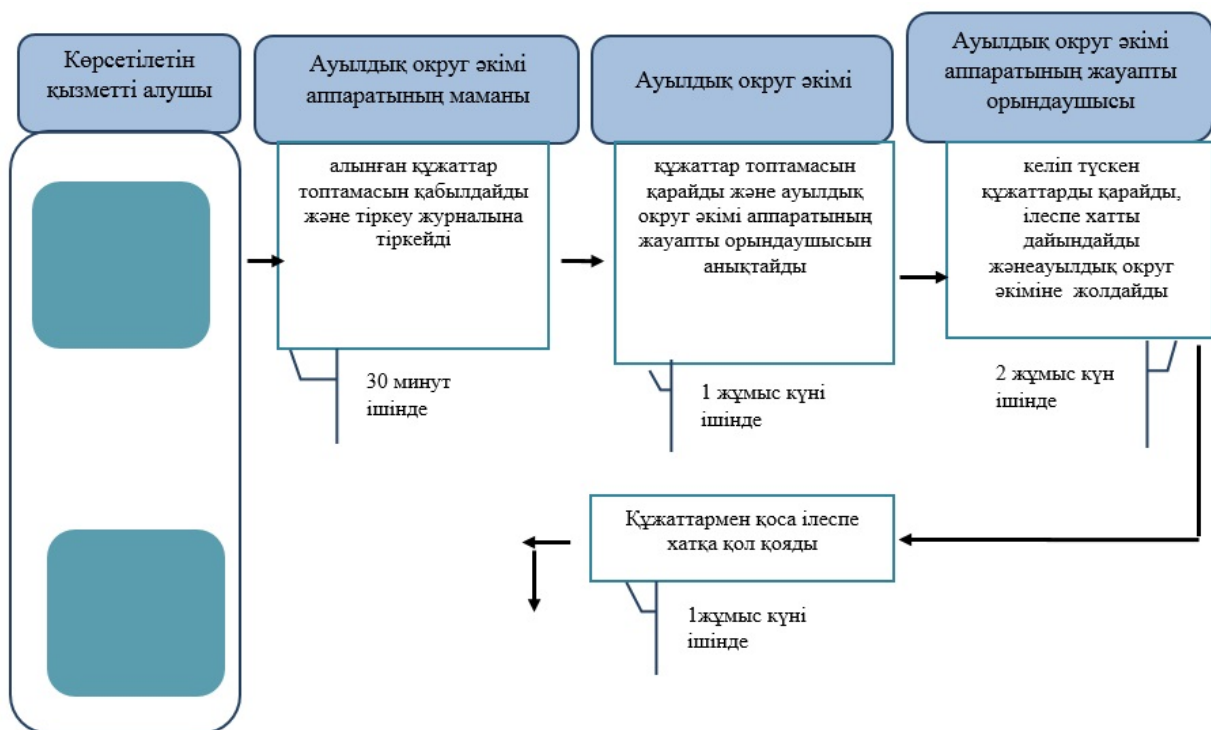 Көрсетілетін
қызметті алушы
Ауылдық округ әкімі
аппаратының маманы
Ауылдық округ әкімі
Ауылдық округ әкімі
аппаратының жауапты
орындаушысы
алынған құжаттар
топтамасын қабылдайды
және тіркеу журналына
тіркейді
құжаттар топтамасын
қарайды және ауылдық
округ әкімі аппаратының
жауапты орындаушысын
анықтайды
келіп түскен
құжаттарды қарайды,
ілеспе хатты
дайындайды
жәнеауылдық округ
әкіміне жолдайды
30 минут
ішінде
1 жұмыс күні
ішінде
2 жұмыс күн
ішінде
Құжаттармен қоса ілеспе
хатқа қол қояды
1жұмыс күні
ішінде